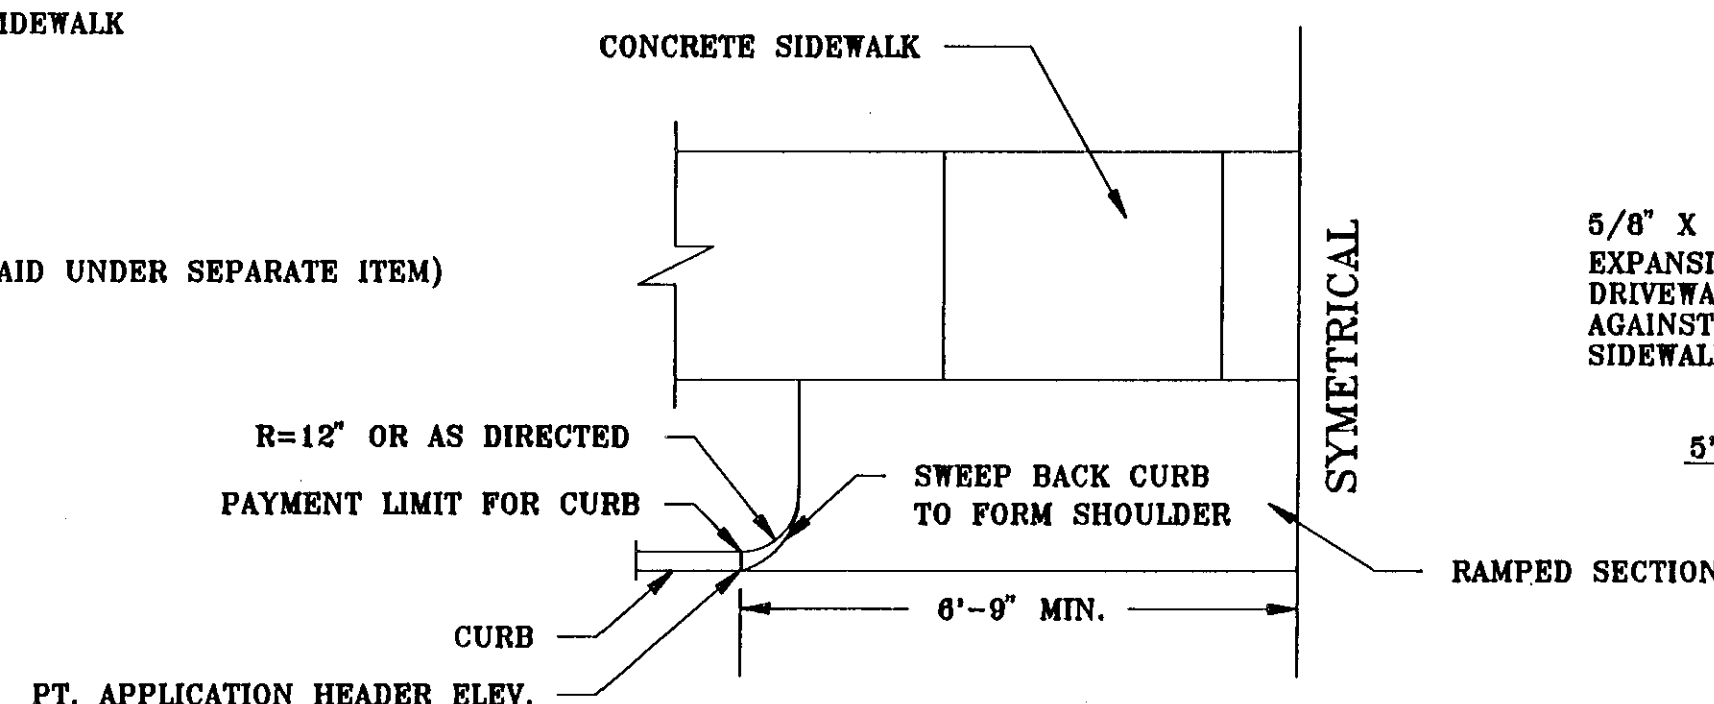 SIDEWALK
CONCRETE SIDEWALK
AID UNDER SEPARATE ITEM)
SYMETRICAL
5/8" X
EXPANSI
DRIVEWA
AGAINST
SIDEWAL
5'
R=12" OR AS DIRECTED
PAYMENT LIMIT FOR CURB
SWEEP BACK CURB
TO FORM SHOULDER
RAMPED SECTION
6'-9" MIN.
CURB
PT. APPLICATION HEADER ELEV.